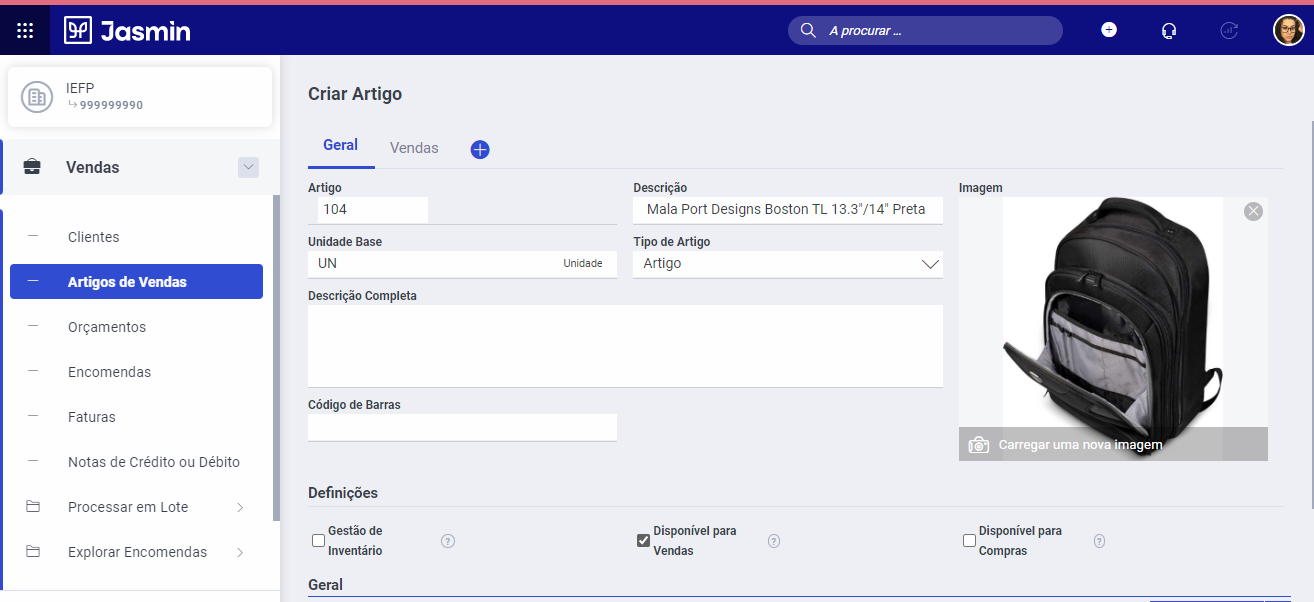 Jasmin
A procurar ...
IEFP
999999990
Vendas
Clientes
Artigos de Vendas
Orçamentos
Encomendas
Faturas
Notas de Crédito ou Débito
Processar em Lote
Explorar Encomendas
Criar Artigo
Geral Vendas
Artigo
104
Descrição
Mala Port Designs Boston TL 13.3"/14" Preta
Imagem
Carregar uma nova imagem
Unidade Base
UN Unidade
Tipo de Artigo
Artigo
Descrição Completa
Código de Barras
Definições
Gestão de
Inventário
?
Disponível para
Vendas
?
Disponível para
Compras
?
Geral